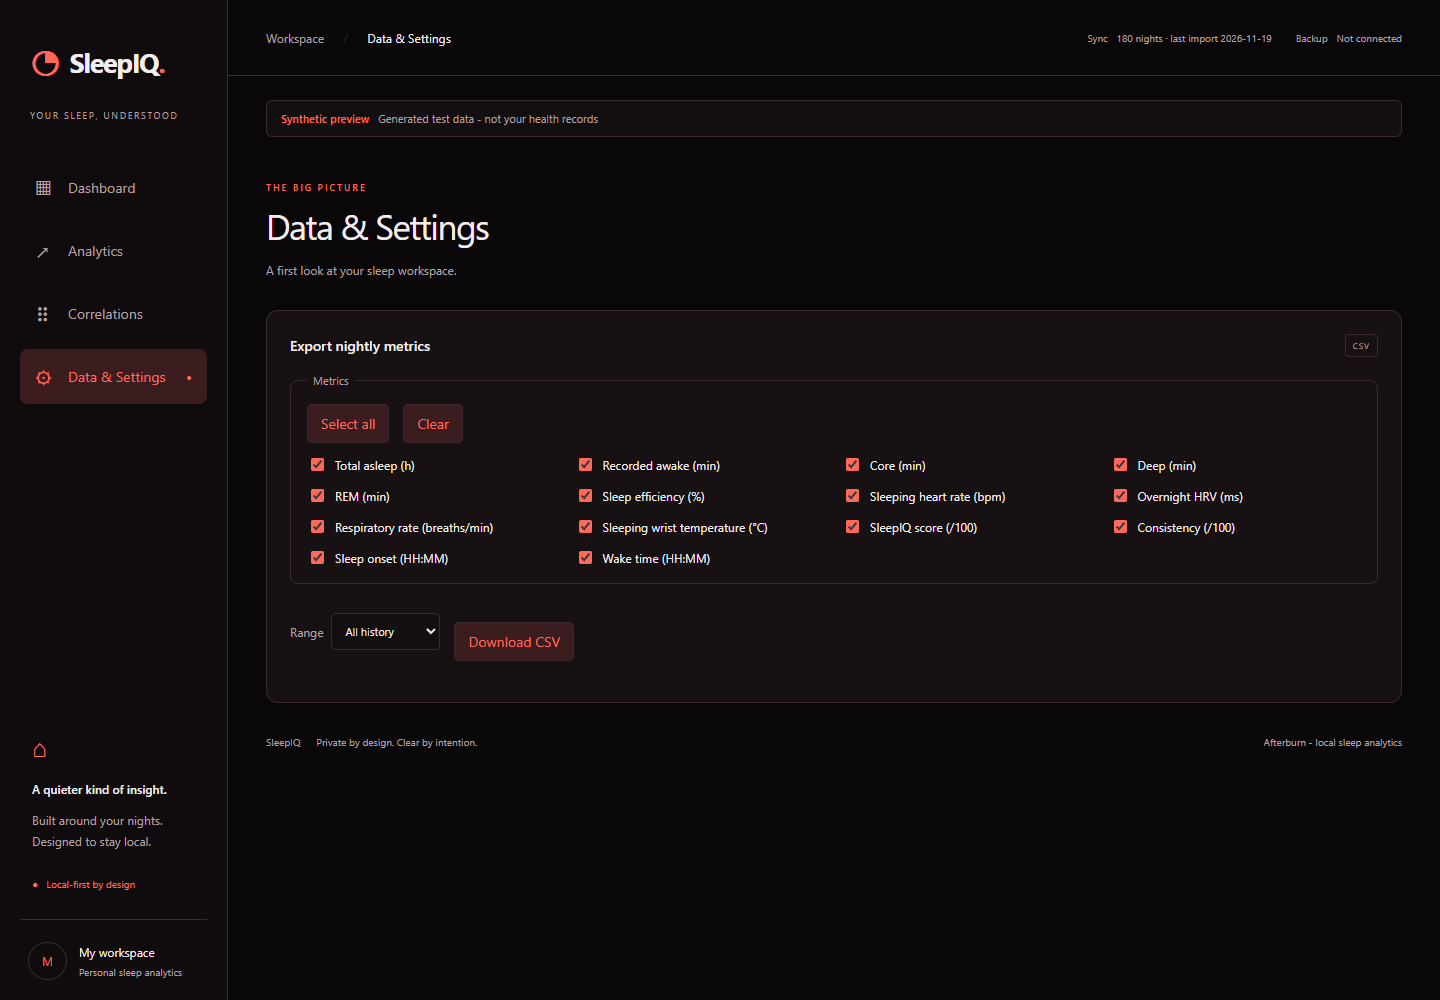 SleepIQ.
YOUR SLEEP, UNDERSTOOD
Dashboard
Analytics
Correlations
Data & Settings
A quieter kind of insight.
Built around your nights.
Designed to stay local.
Local-first by design
M
My workspace
Personal sleep analytics
Workspace / Data & Settings
Sync 180 nights · last import 2026-11-19 Backup Not connected
Synthetic preview Generated test data - not your health records
THE BIG PICTURE
Data & Settings
A first look at your sleep workspace.
Export nightly metrics CSV
Metrics
Select all Clear
Total asleep (h) Recorded awake (min) Core (min) Deep (min)
REM (min) Sleep efficiency (%) Sleeping heart rate (bpm) Overnight HRV (ms)
Respiratory rate (breaths/min) Sleeping wrist temperature (°C) SleepIQ score (/100) Consistency (/100)
Sleep onset (HH:MM) Wake time (HH:MM)
Range All history Download CSV
SleepIQ Private by design. Clear by intention. Afterburn - local sleep analytics